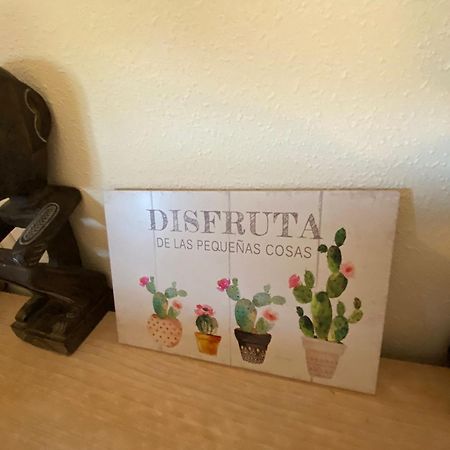 DISFRUTA
DE LAS PEQUEÑAS COSAS